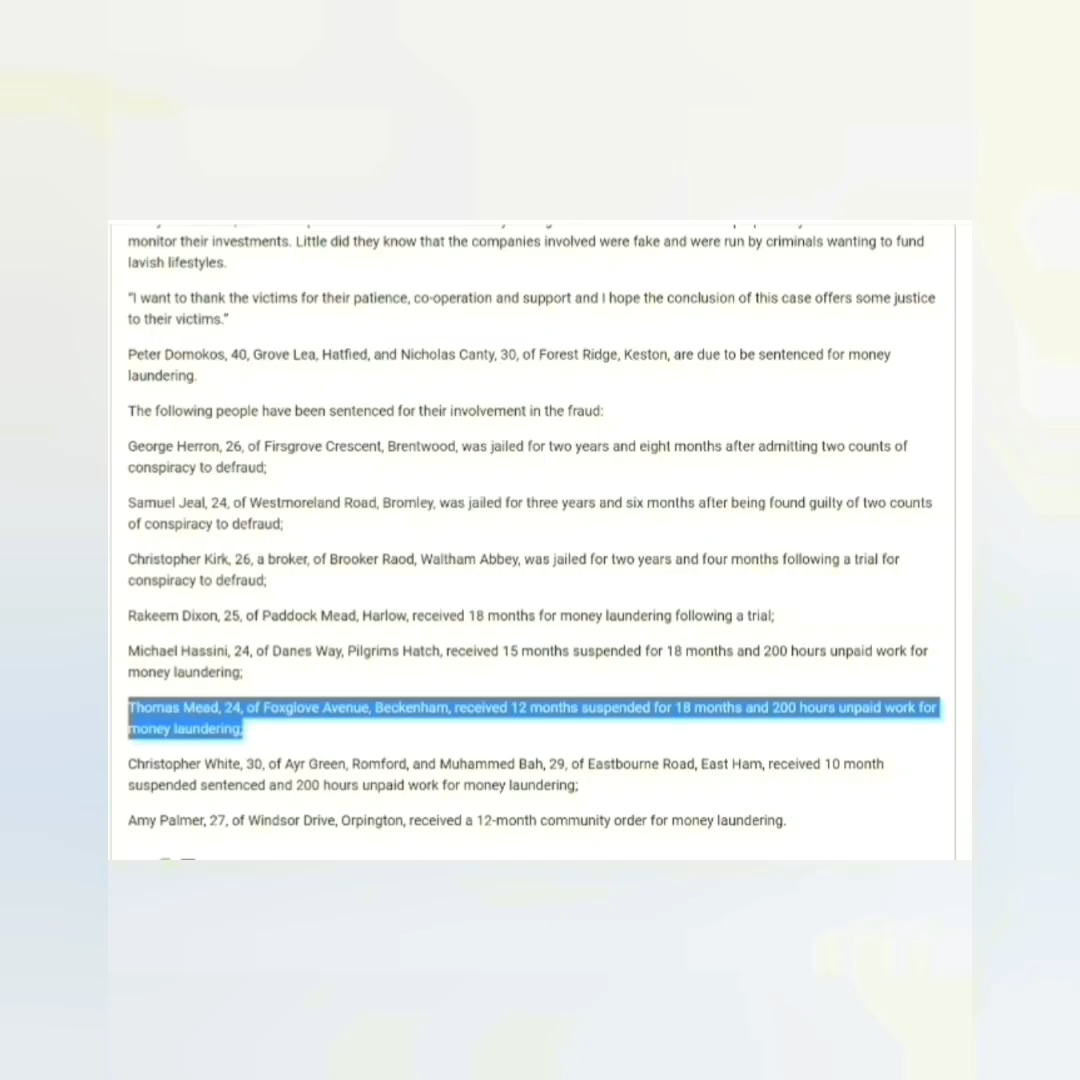 monitor their investments. Little did they know that the companies involved were fake and were run by criminals wanting to fund
lavish lifestyles.
“I want to thank the victims for their patience, co-operation and support and I hope the conclusion of this case offers some justice
to their victims.”
Peter Domokos, 40, Grove Lea, Hatfied, and Nicholas Canty, 30, of Forest Ridge, Keston, are due to be sentenced for money
laundering.
The following people have been sentenced for their involvement in the fraud:
George Herron, 26, of Firsgrove Crescent, Brentwood, was jailed for two years and eight months after admitting two counts of
conspiracy to defraud;
Samuel Jeal, 24, of Westmoreland Road, Bromley, was jailed for three years and six months after being found guilty of two counts
of conspiracy to defraud;
Christopher Kirk, 26, a broker, of Brooker Raod, Waltham Abbey, was jailed for two years and four months following a trial for
conspiracy to defraud;
Rakeem Dixon, 25, of Paddock Mead, Harlow, received 18 months for money laundering following a trial;
Michael Hassini, 24, of Danes Way, Pilgrims Hatch, received 15 months suspended for 18 months and 200 hours unpaid work for
money laundering;
Thomas Mead, 24, of Foxglove Avenue, Beckenham, received 12 months suspended for 18 months and 200 hours unpaid work for
money laundering;
Christopher White, 30, of Ayr Green, Romford, and Muhammed Bah, 29, of Eastbourne Road, East Ham, received 10 month
suspended sentenced and 200 hours unpaid work for money laundering;
Amy Palmer, 27, of Windsor Drive, Orpington, received a 12-month community order for money laundering.